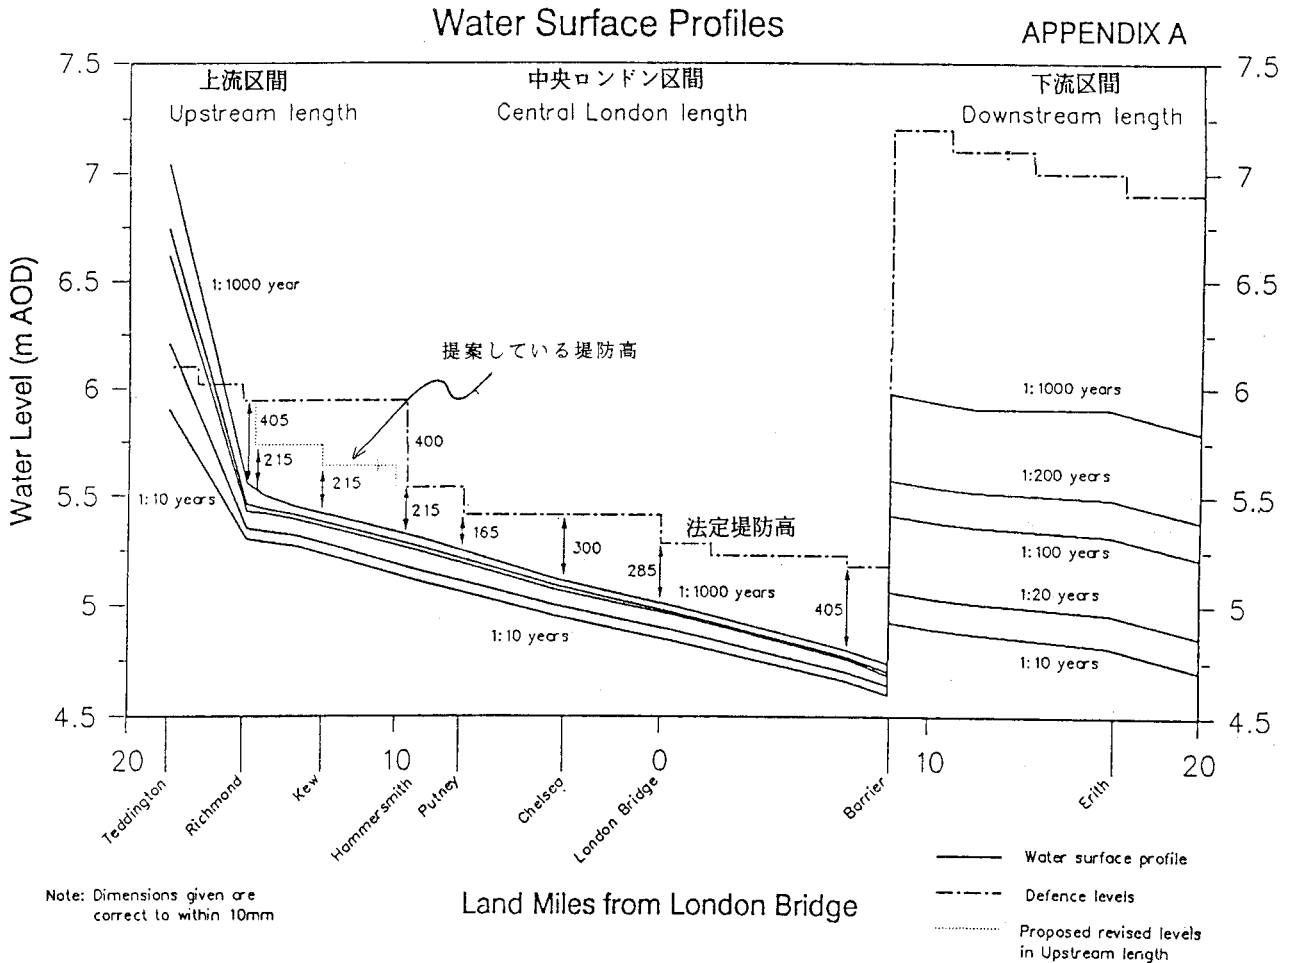 Water Surface Profiles
APPENDIX A
7.5
7
6.5
6
5.5
5
4.5
Water Level (m AOD)
上流区間
Upstream length
中央ロンドン区間
Central London length
下流区間
Downstream length
7.5
7
6.5
6
5.5
5
4.5
1:1000 year
提案している堤防高
405
215
215
400
215
165
300
285
405
1:10 years
法定堤防高
1:1000 years
1:10 years
1:1000 years
1:200 years
1:100 years
1:20 years
1:10 years
20
10
0
10
20
Teddington
Richmond
Kew
Hammersmith
Putney
Chelsea
London Bridge
Barrier
Erith
Land Miles from London Bridge
Note: Dimensions given are
correct to within 10mm
Water surface profile
Defence levels
Proposed revised levels
in Upstream length